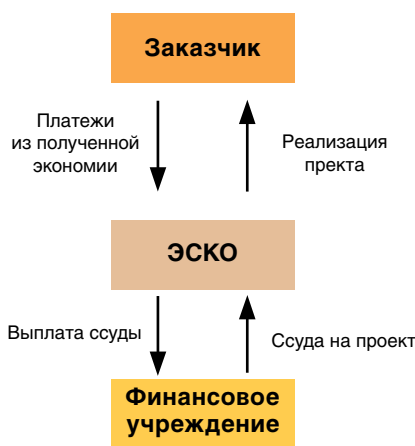 Заказчик
Платежи
из полученной
экономии
Реализация
пректа
ЭСКО
Выплата ссуды
Ссуда на проект
Финансовое
учреждение